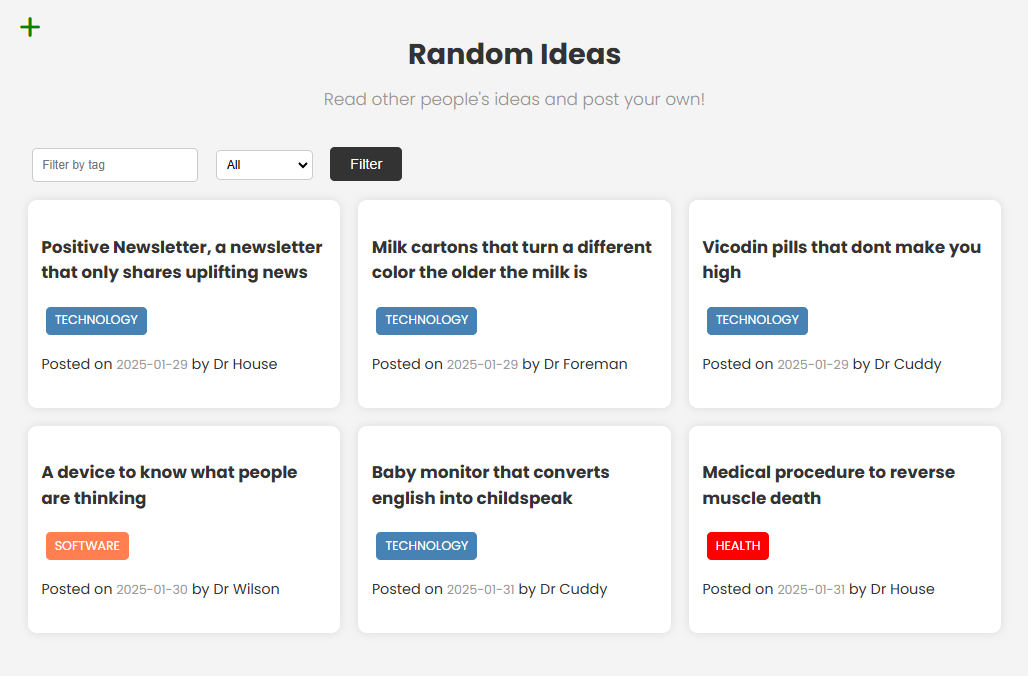 Random Ideas
Read other people's ideas and post your own!
Filter by tag
All
Filter
Positive Newsletter, a newsletter
that only shares uplifting news
TECHNOLOGY
Posted on 2025-01-29 by Dr House
Milk cartons that turn a different
color the older the milk is
TECHNOLOGY
Posted on 2025-01-29 by Dr Foreman
Vicodin pills that dont make you
high
TECHNOLOGY
Posted on 2025-01-29 by Dr Cuddy
A device to know what people
are thinking
SOFTWARE
Posted on 2025-01-30 by Dr Wilson
Baby monitor that converts
english into childspeak
TECHNOLOGY
Posted on 2025-01-31 by Dr Cuddy
Medical procedure to reverse
muscle death
HEALTH
Posted on 2025-01-31 by Dr House